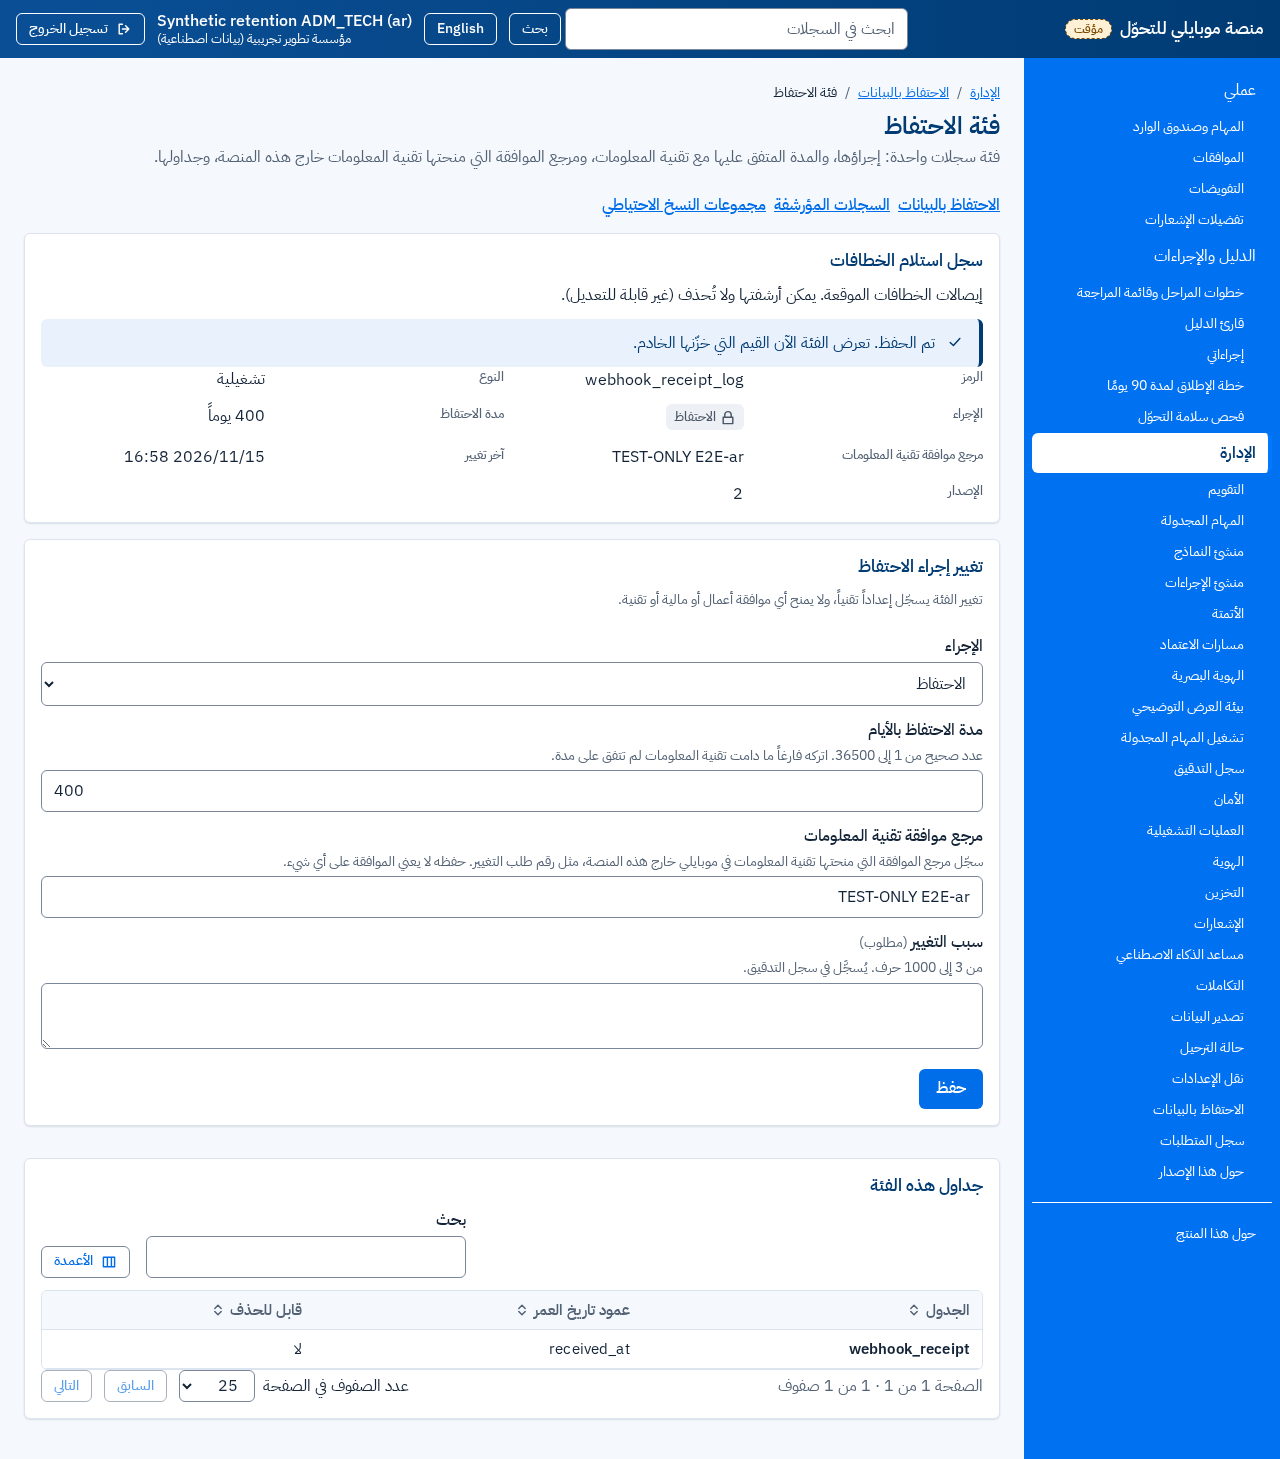 منصة موبايلي للتحوّل مؤقت
ابحث في السجلات
بحث
English
Synthetic retention ADM_TECH (ar)
مؤسسة تطوير تجريبية (بيانات اصطناعية)
تسجيل الخروج
عملي
المهام وصندوق الوارد
الموافقات
التفويضات
تفضيلات الإشعارات
الدليل والإجراءات
خطوات المراحل وقائمة المراجعة
قارئ الدليل
إجراءاتي
خطة الإطلاق لمدة 90 يومًا
فحص سلامة التحوّل
الإدارة
التقويم
المهام المجدولة
منشئ النماذج
منشئ الإجراءات
الأتمتة
مسارات الاعتماد
الهوية البصرية
بيئة العرض التوضيحي
تشغيل المهام المجدولة
سجل التدقيق
الأمان
العمليات التشغيلية
الهوية
التخزين
الإشعارات
مساعد الذكاء الاصطناعي
التكاملات
تصدير البيانات
حالة الترحيل
نقل الإعدادات
الاحتفاظ بالبيانات
سجل المتطلبات
حول هذا الإصدار
حول هذا المنتج
الإدارة / الاحتفاظ بالبيانات / فئة الاحتفاظ
فئة الاحتفاظ
فئة سجلات واحدة: إجراؤها، والمدة المتفق عليها مع تقنية المعلومات، ومرجع الموافقة التي منحتها تقنية المعلومات خارج هذه المنصة، وجداولها.
الاحتفاظ بالبيانات السجلات المؤرشفة مجموعات النسخ الاحتياطي
سجل استلام الخطافات
إيصالات الخطافات الموقعة. يمكن أرشفتها ولا تُحذف (غير قابلة للتعديل).
تم الحفظ. تعرض الفئة الآن القيم التي خزّنها الخادم.
الرمز webhook_receipt_log النوع تشغيلية
الإجراء الاحتفاظ مدة الاحتفاظ 400 يوماً
مرجع موافقة تقنية المعلومات TEST-ONLY E2E-ar آخر تغيير 2026/11/15 16:58
الإصدار 2
تغيير إجراء الاحتفاظ
تغيير الفئة يسجّل إعداداً تقنياً، ولا يمنح أي موافقة أعمال أو مالية أو تقنية.
الإجراء
الاحتفاظ
مدة الاحتفاظ بالأيام
عدد صحيح من 1 إلى 36500. اتركه فارغاً ما دامت تقنية المعلومات لم تتفق على مدة.
400
مرجع موافقة تقنية المعلومات
سجّل مرجع الموافقة التي منحتها تقنية المعلومات في موبايلي خارج هذه المنصة، مثل رقم طلب التغيير. حفظه لا يعني الموافقة على أي شيء.
TEST-ONLY E2E-ar
سبب التغيير (مطلوب)
من 3 إلى 1000 حرف. يُسجَّل في سجل التدقيق.
حفظ
جداول هذه الفئة
بحث
الأعمدة
الجدول عمود تاريخ العمر قابل للحذف
webhook_receipt received_at لا
الصفحة 1 من 1 · 1 من 1 صفوف
عدد الصفوف في الصفحة 25 السابق التالي